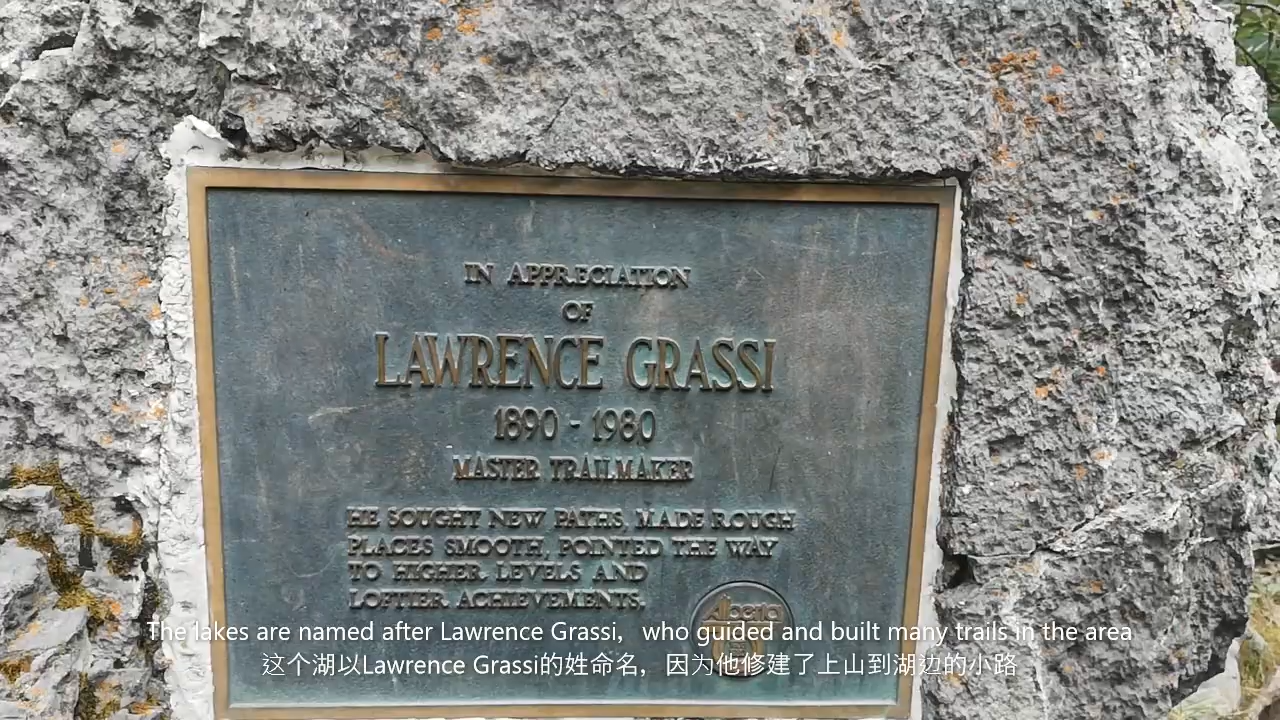 IN APPRECIATION
OF
LAWRENCE GRASSI
1890 - 1980
MASTER TRAILMAKER
HE SOUGHT NEW PATHS, MADE ROUGH
PLACES SMOOTH, POINTED THE WAY
TO HIGHER LEVELS AND
LOFTIER ACHIEVEMENTS.
Alberta
The lakes are named after Lawrence Grassi， who guided and built many trails in the area
这个湖以Lawrence Grassi的姓命名，因为他修建了上山到湖边的小路